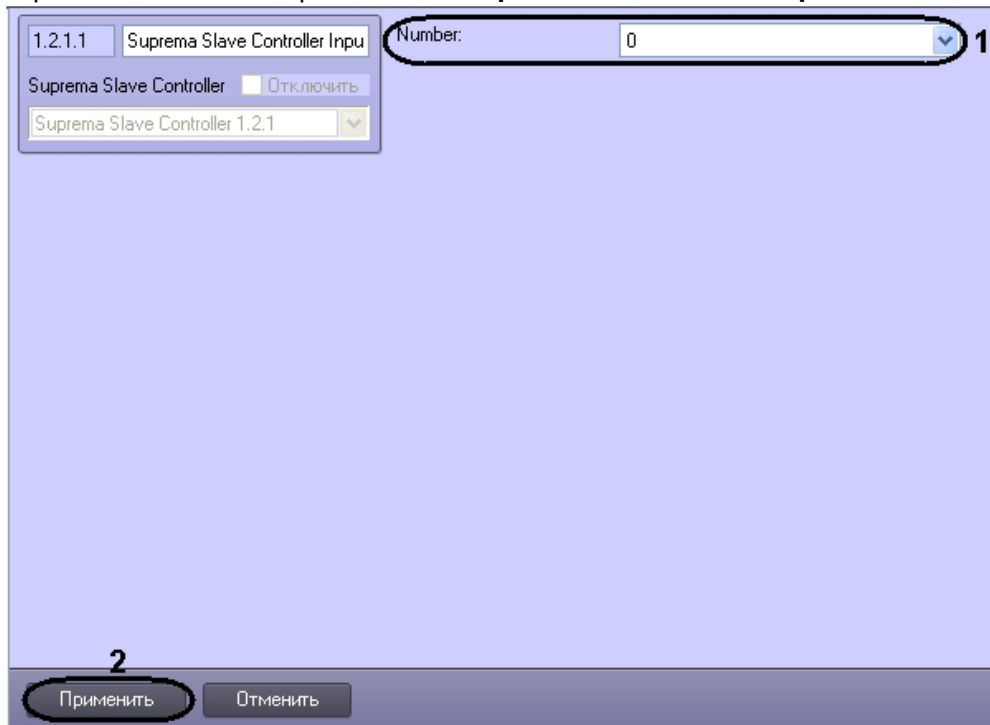 1.2.1.1 Suprema Slave Controller Inpu Number: 0 1
Suprema Slave Controller Отключить
Suprema Slave Controller 1.2.1
2
Применить Отменить